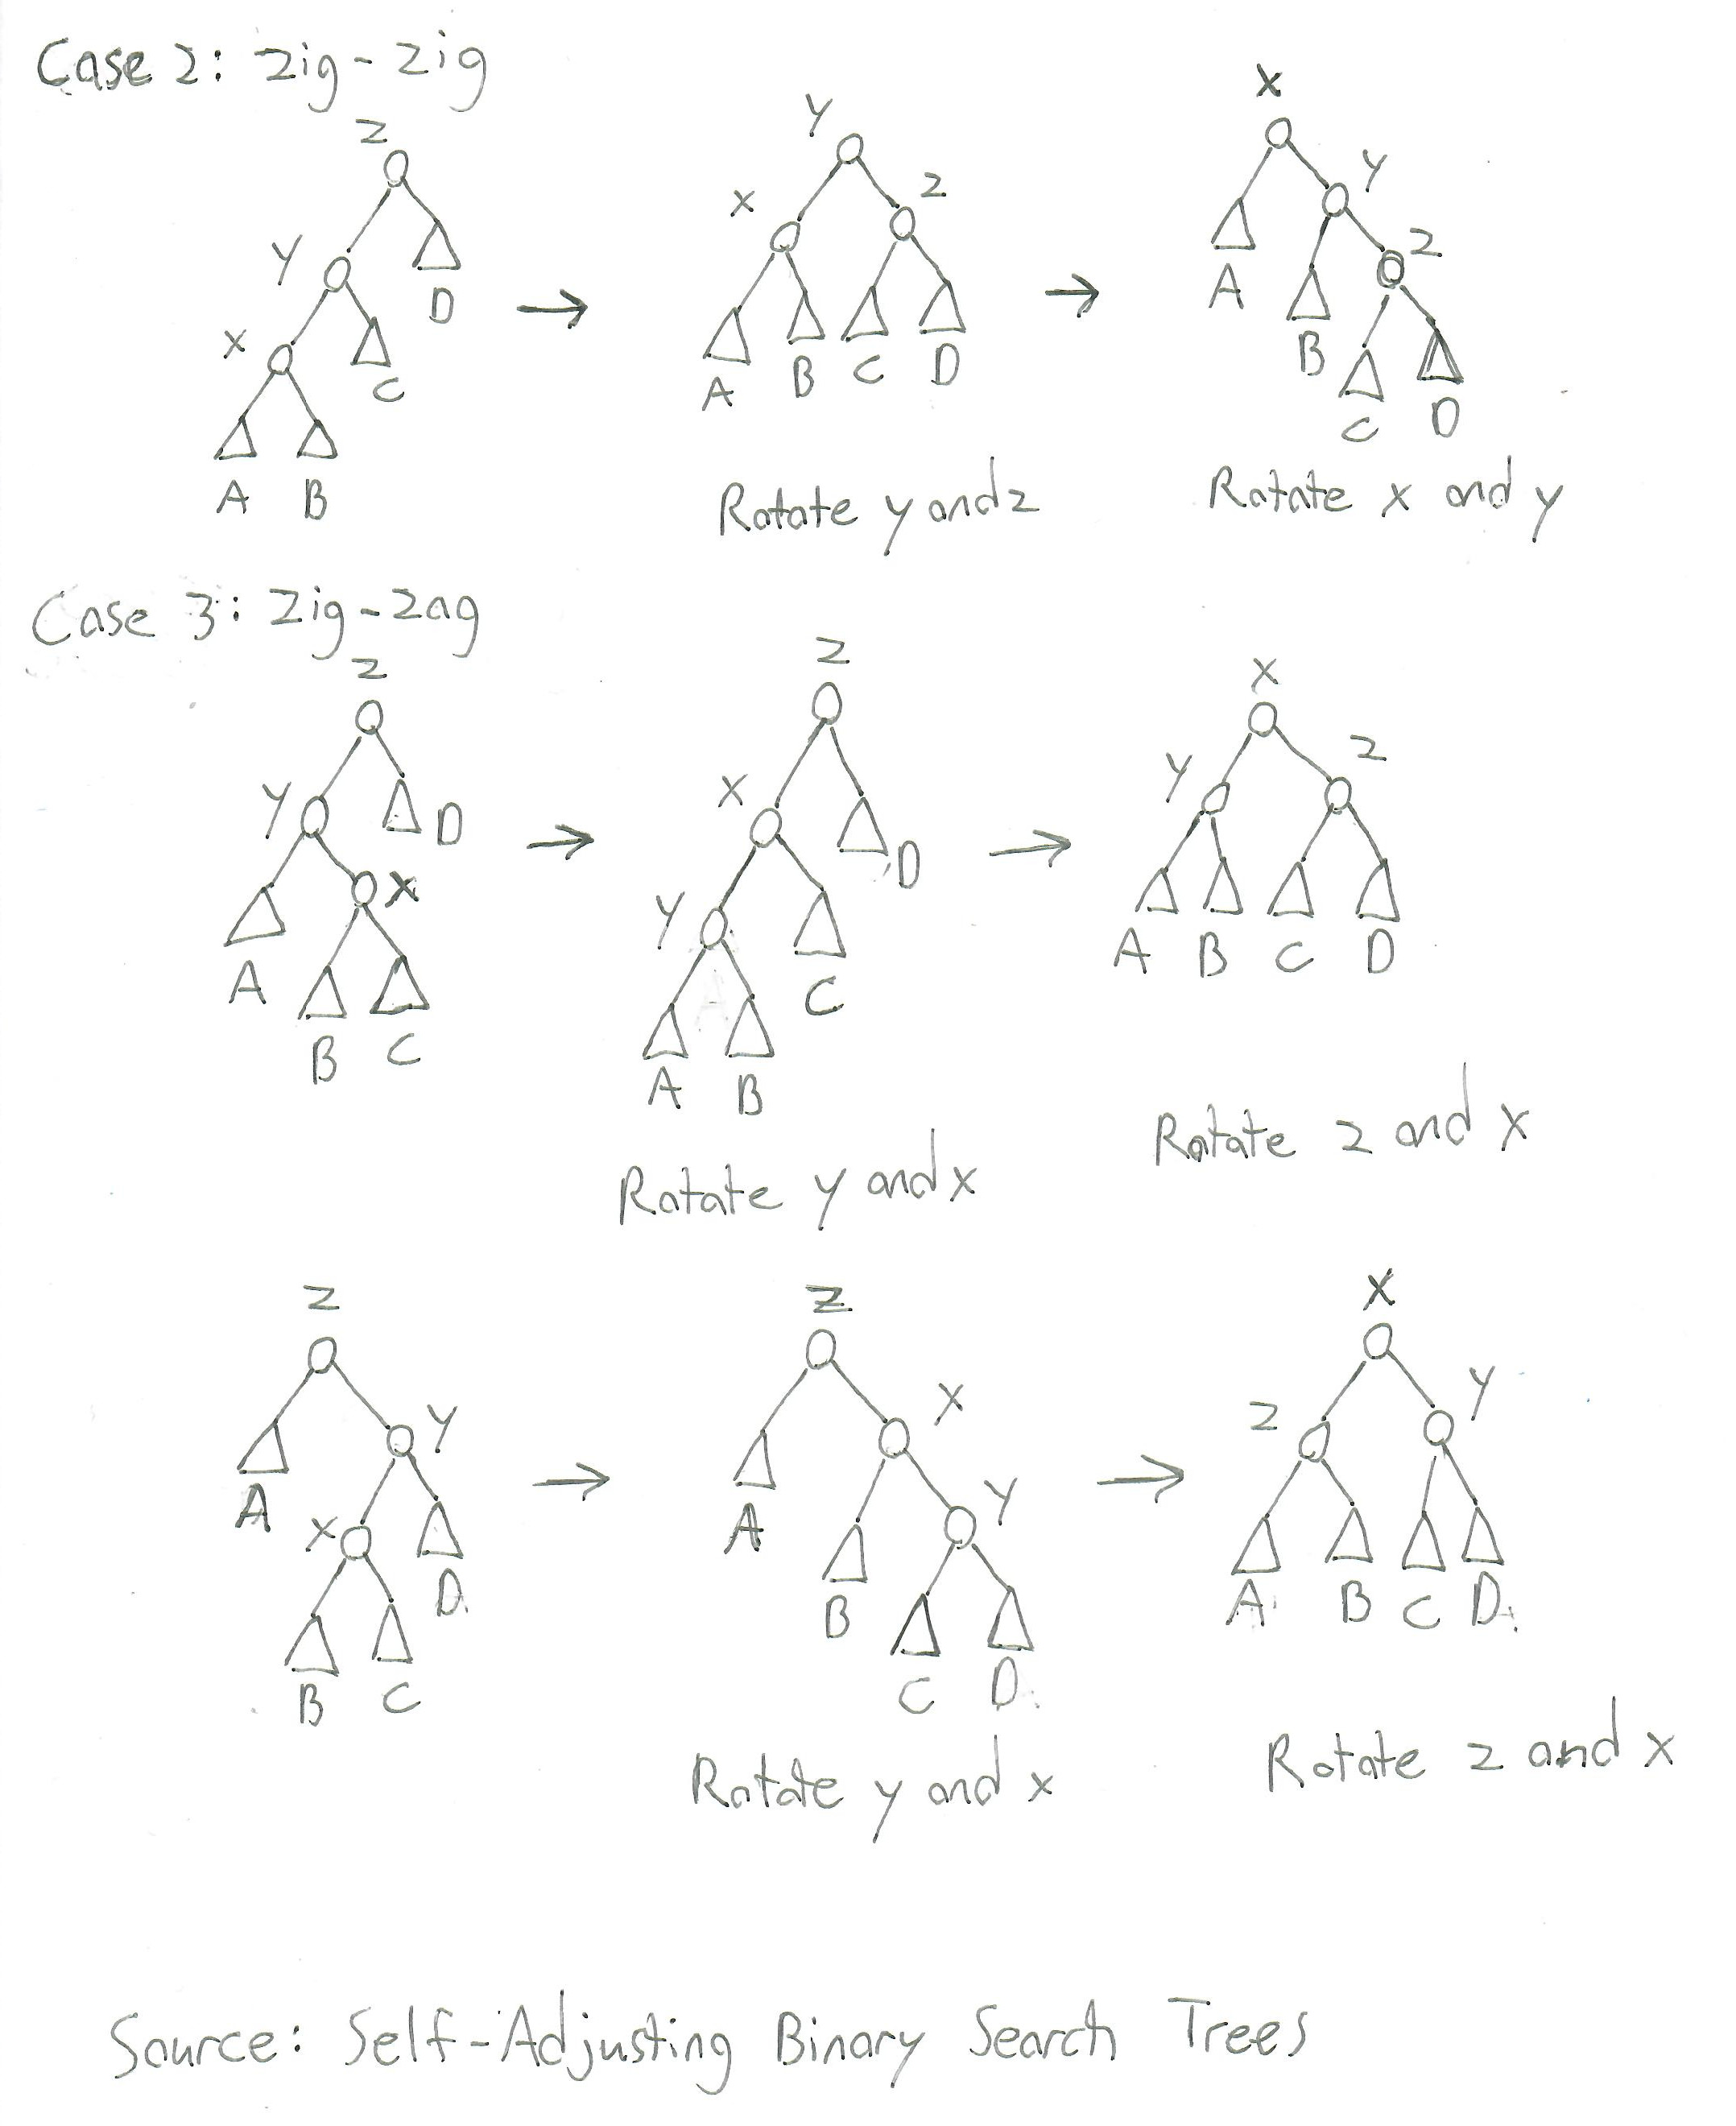 Case 2: zig-zig
z
y
D
x
C
A B
→
y
x z
A B C D
Rotate y and z
→
x
y
A
z
B
C D
Rotate x and y
Case 3: zig-zag
z
y
D
x
A
B C
→
z
x
D
y
C
A B
Rotate y and x
→
x
y z
A B C D
Rotate z and x
z
y
A
x
D
B C
→
z
x
A
y
B
C D
Rotate y and x
→
x
z y
A B C D
Rotate z and x
Source: Self-Adjusting Binary Search Trees